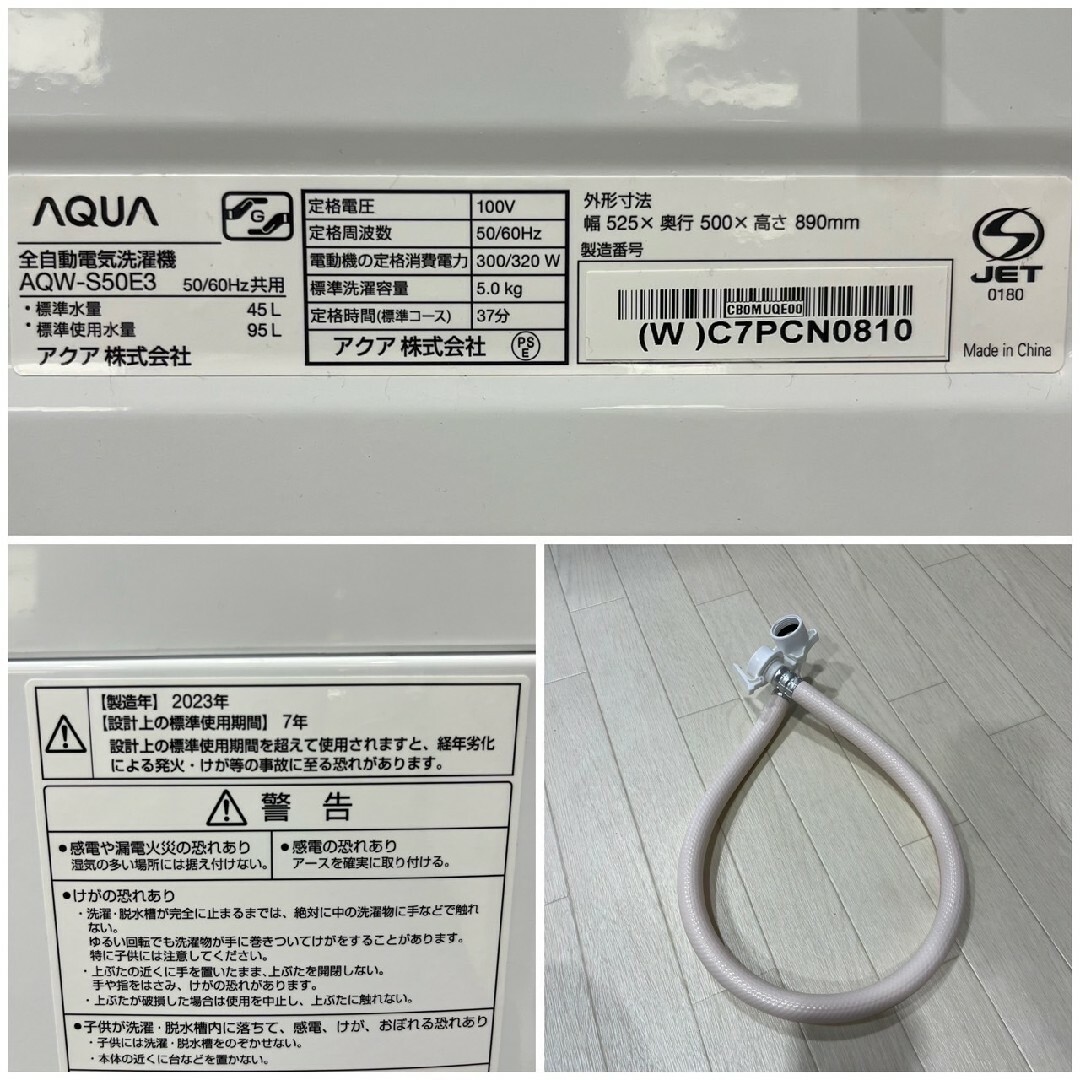 AQUA
G
全自動電気洗濯機
AQW-S50E3 50/60Hz共用
・標準水量 45L
・標準使用水量 95L
アクア 株式会社
定格電圧 100V
定格周波数 50/60Hz
電動機の定格消費電力 300/320 W
標準洗濯容量 5.0 kg
定格時間(標準コース) 37分
アクア 株式会社 PS E
外形寸法
幅 525× 奥行 500× 高さ 890mm
製造番号
CBDMUQE00
(W )C7PCN0810
S
JET
0180
Made in China
【製造年】 2023年
【設計上の標準使用期間】 7年
設計上の標準使用期間を超えて使用されますと、経年劣化
による発火・けが等の事故に至る恐れがあります。
警 告
●感電や漏電火災の恐れあり
湿気の多い場所には据え付けない。
●感電の恐れあり
アースを確実に取り付ける。
●けがの恐れあり
・洗濯・脱水槽が完全に止まるまでは、絶対に中の洗濯物に手などで触れ
ない。
ゆるい回転でも洗濯物が手に巻きついてけがをすることがあります。
特に子供には注意してください。
・上ぶたの近くに手を置いたまま、上ぶたを開閉しない。
手や指をはさみ、けがの恐れがあります。
・上ぶたが破損した場合は使用を中止し、上ぶたに触れない。
●子供が洗濯・脱水槽内に落ちて、感電、けが、おぼれる恐れあり
・子供には洗濯・脱水槽をのぞかせない。
・本体の近くに台などを置かない。